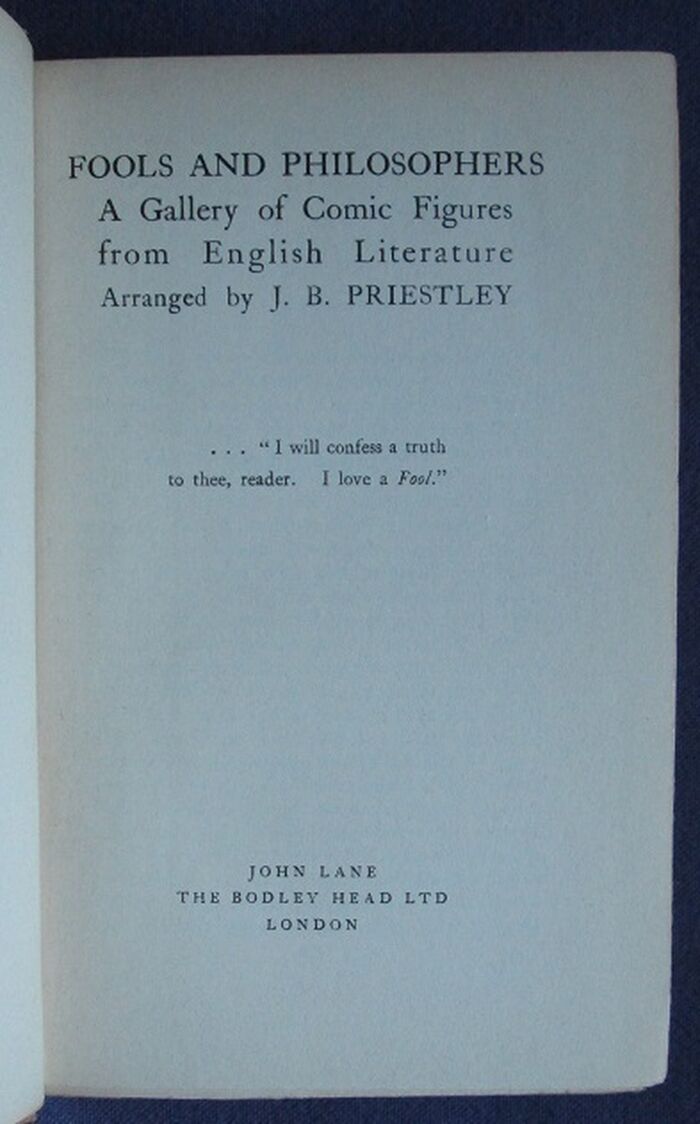 FOOLS AND PHILOSOPHERS
A Gallery of Comic Figures
from English Literature
Arranged by J. B. PRIESTLEY
. . . “ I will confess a truth
to thee, reader. I love a Fool.”
JOHN LANE
THE BODLEY HEAD LTD
LONDON